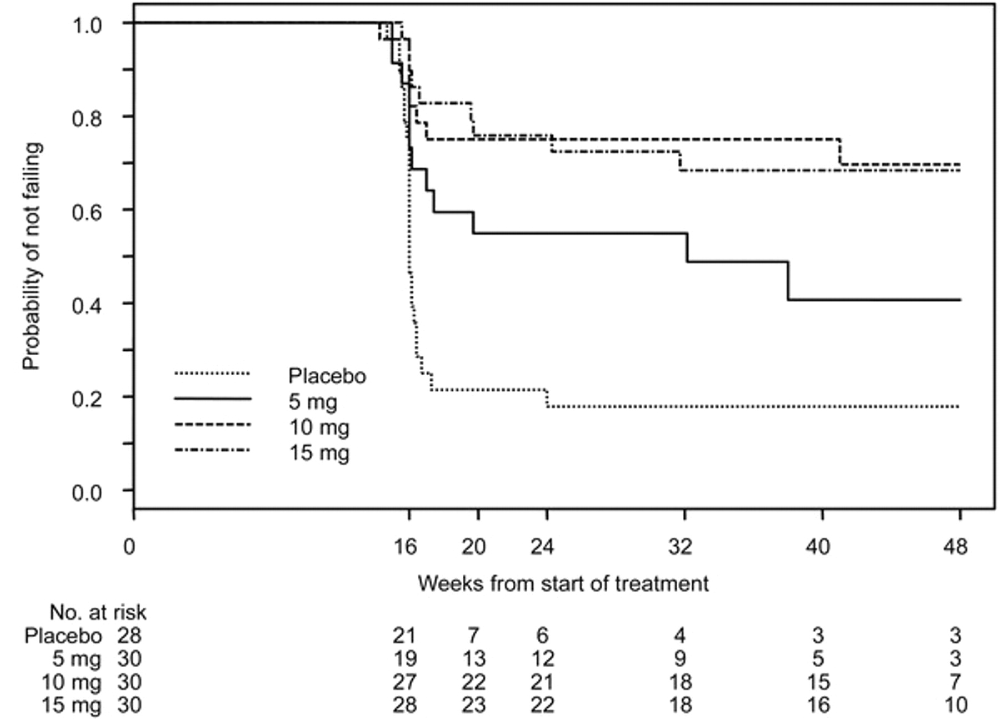 Probability of not failing
1.0
0.8
0.6
0.4
0.2
0.0
Placebo
5 mg
10 mg
15 mg
0 16 20 24 32 40 48
Weeks from start of treatment
No. at risk
Placebo 28 21 7 6 4 3 3
5 mg 30 19 13 12 9 5 3
10 mg 30 27 22 21 18 15 7
15 mg 30 28 23 22 18 16 10